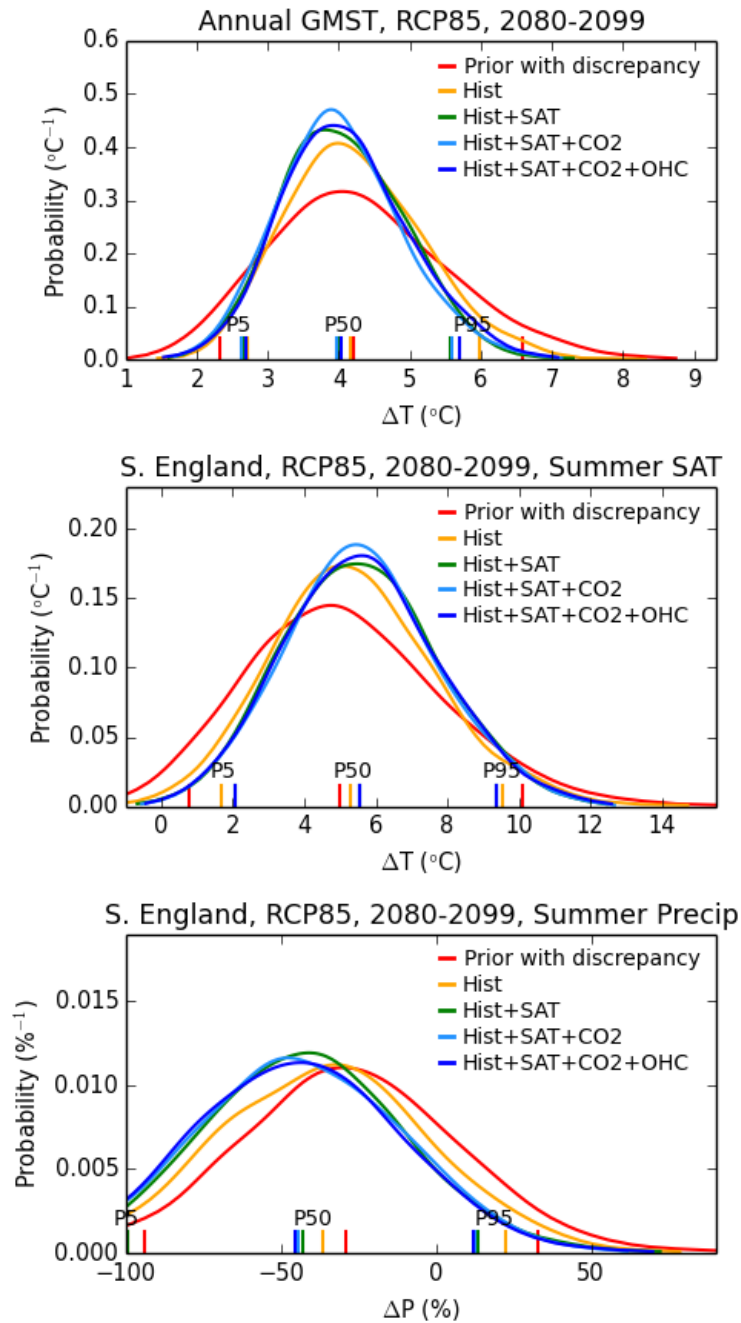 Annual GMST, RCP85, 2080-2099
0.6
0.5
0.4
0.3
0.2
0.1
0.0
Probability (°C⁻¹)
Prior with discrepancy
Hist
Hist+SAT
Hist+SAT+CO2
Hist+SAT+CO2+OHC
P5 P50 P95
1 2 3 4 5 6 7 8 9
ΔT (°C)
S. England, RCP85, 2080-2099, Summer SAT
0.20
0.15
0.10
0.05
0.00
Probability (°C⁻¹)
Prior with discrepancy
Hist
Hist+SAT
Hist+SAT+CO2
Hist+SAT+CO2+OHC
P5 P50 P95
0 2 4 6 8 10 12 14
ΔT (°C)
S. England, RCP85, 2080-2099, Summer Precip
0.015
0.010
0.005
0.000
Probability (%⁻¹)
Prior with discrepancy
Hist
Hist+SAT
Hist+SAT+CO2
Hist+SAT+CO2+OHC
P5 P50 P95
−100 −50 0 50
ΔP (%)